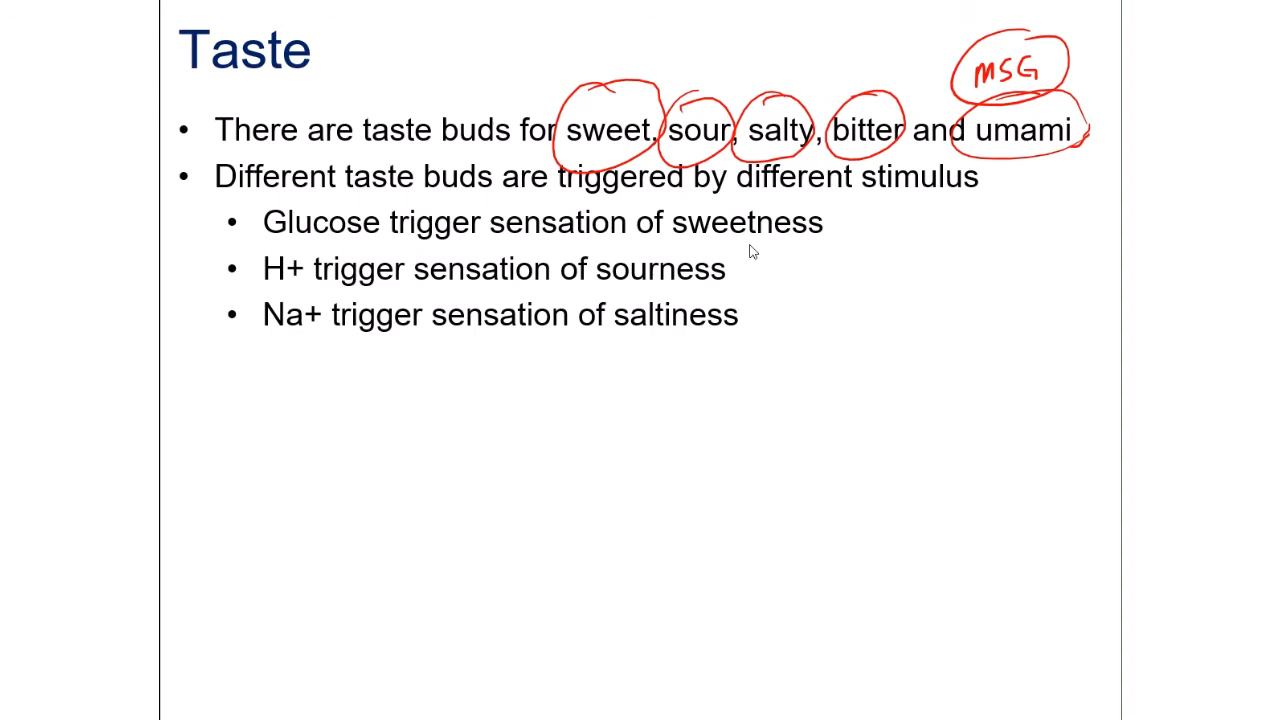 Taste
MSG
• There are taste buds for sweet. sour, salty, bitter and umami
• Different taste buds are triggered by different stimulus
• Glucose trigger sensation of sweetness
• H+ trigger sensation of sourness
• Na+ trigger sensation of saltiness